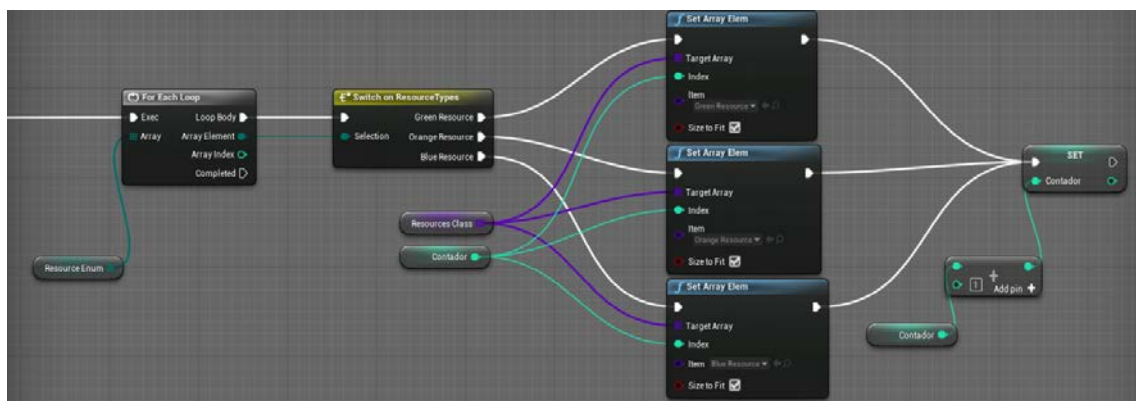 For Each Loop
Exec
Loop Body
Array
Array Element
Array Index
Completed
Resource Enum
Switch on ResourceTypes
Green Resource
Selection
Orange Resource
Blue Resource
Resources Class
Contador
f Set Array Elem
Target Array
Index
Item
Green Resource
Size to Fit
f Set Array Elem
Target Array
Index
Item
Orange Resource
Size to Fit
f Set Array Elem
Target Array
Index
Item Blue Resource
Size to Fit
SET
Contador
1
+
Add pin +
Contador